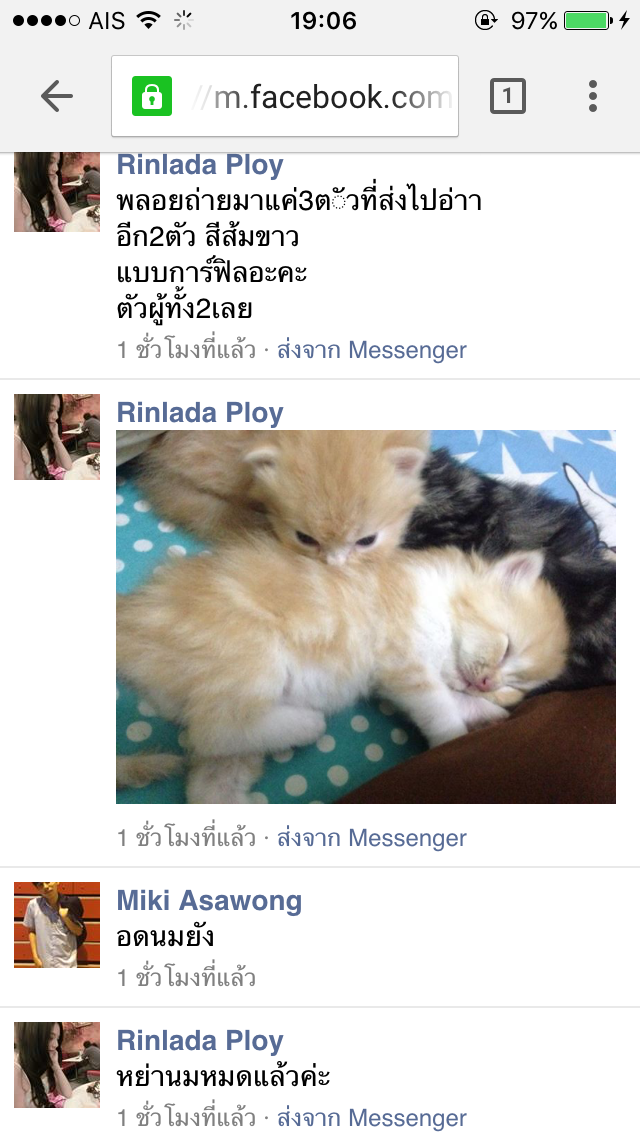 AIS 19:06 97%
//m.facebook.com 1
Rinlada Ploy
พลอยถ่ายมาแค่3ต ัวที่ส่งไปอ่าา
อีก2ตัว สีส้มขาว
แบบการ์ฟิลอะคะ
ตัวผู้ทั้ง2เลย
1 ชั่วโมงที่แล้ว · ส่งจาก Messenger
Rinlada Ploy
1 ชั่วโมงที่แล้ว · ส่งจาก Messenger
Miki Asawong
อดนมยัง
1 ชั่วโมงที่แล้ว
Rinlada Ploy
หย่านมหมดแล้วค่ะ
1 ชั่วโมงที่แล้ว · ส่งจาก Messenger